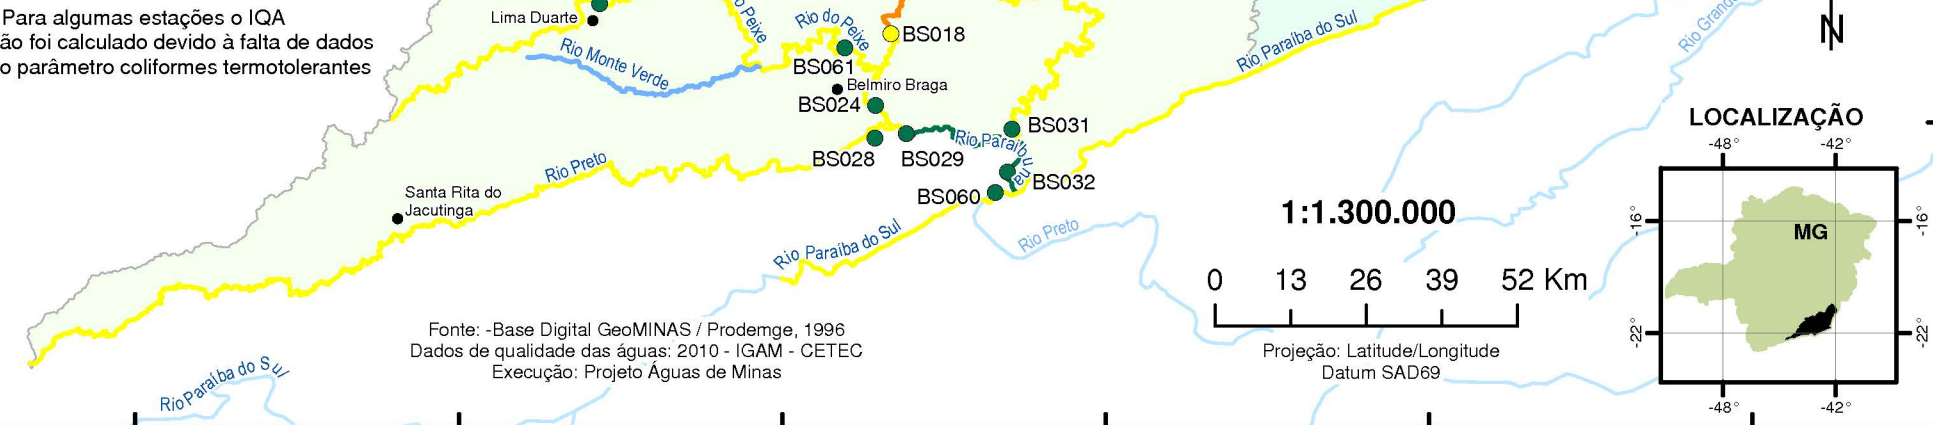 Para algumas estações o IQA
ão foi calculado devido à falta de dados
o parâmetro coliformes termotolerantes
Lima Duarte
Rio Monte Verde
o Peixe
Rio do Peixe
BS018
BS061
Belmiro Braga
BS024
BS028
BS029
Rio Paraibuna
BS031
BS032
BS060
Rio Preto
Santa Rita do
Jacutinga
Rio Paraíba do Sul
Rio Paraíba do Sul
Rio Preto
Rio Grande
N
LOCALIZAÇÃO
-48°
-42°
-16°
-16°
MG
-22°
-22°
-48°
-42°
1:1.300.000
0 13 26 39 52 Km
Projeção: Latitude/Longitude
Datum SAD69
Fonte: -Base Digital GeoMINAS / Prodemge, 1996
Dados de qualidade das águas: 2010 - IGAM - CETEC
Execução: Projeto Águas de Minas
Rio Paraíba do Sul